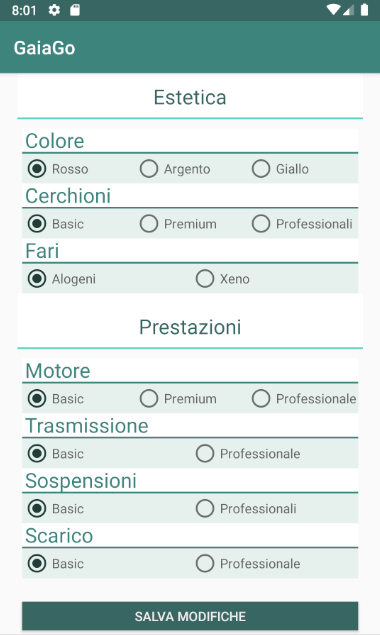 8:01
GaiaGo
Estetica
Colore
Rosso Argento Giallo
Cerchioni
Basic Premium Professionali
Fari
Alogeni Xeno
Prestazioni
Motore
Basic Premium Professionale
Trasmissione
Basic Professionale
Sospensioni
Basic Professionali
Scarico
Basic Professionale
SALVA MODIFICHE